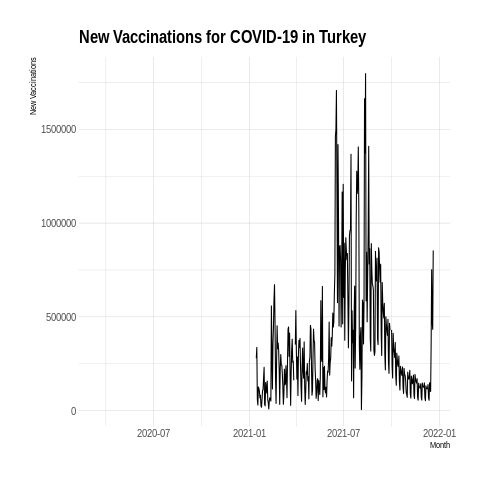 New Vaccinations for COVID-19 in Turkey
New Vaccinations
1500000
1000000
500000
0
2020-07
2021-01
2021-07
2022-01
Month